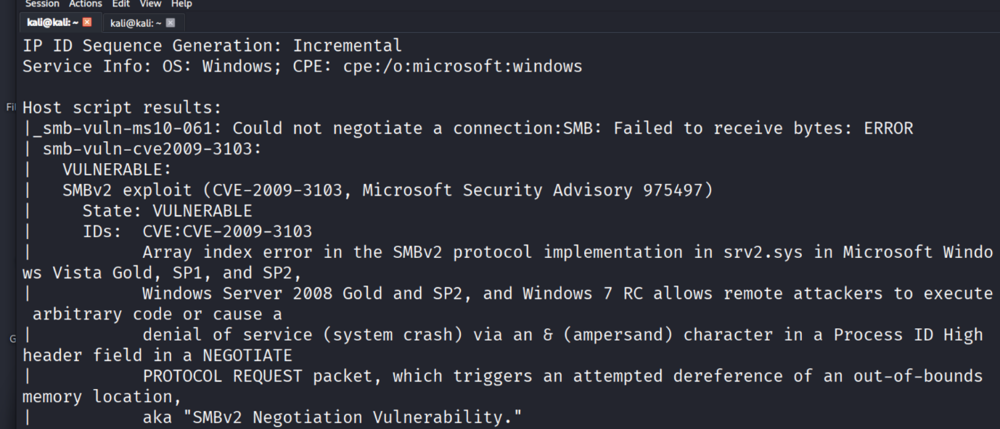 Session Actions Edit View Help
kali@kali: ~ kali@kali: ~
IP ID Sequence Generation: Incremental
Service Info: OS: Windows; CPE: cpe:/o:microsoft:windows
Host script results:
|_smb-vuln-ms10-061: Could not negotiate a connection:SMB: Failed to receive bytes: ERROR
| smb-vuln-cve2009-3103:
|   VULNERABLE:
|   SMBv2 exploit (CVE-2009-3103, Microsoft Security Advisory 975497)
|     State: VULNERABLE
|     IDs:  CVE:CVE-2009-3103
|           Array index error in the SMBv2 protocol implementation in srv2.sys in Microsoft Windo
ws Vista Gold, SP1, and SP2,
|           Windows Server 2008 Gold and SP2, and Windows 7 RC allows remote attackers to execute
 arbitrary code or cause a
|           denial of service (system crash) via an & (ampersand) character in a Process ID High
header field in a NEGOTIATE
|           PROTOCOL REQUEST packet, which triggers an attempted dereference of an out-of-bounds
memory location,
|           aka "SMBv2 Negotiation Vulnerability."